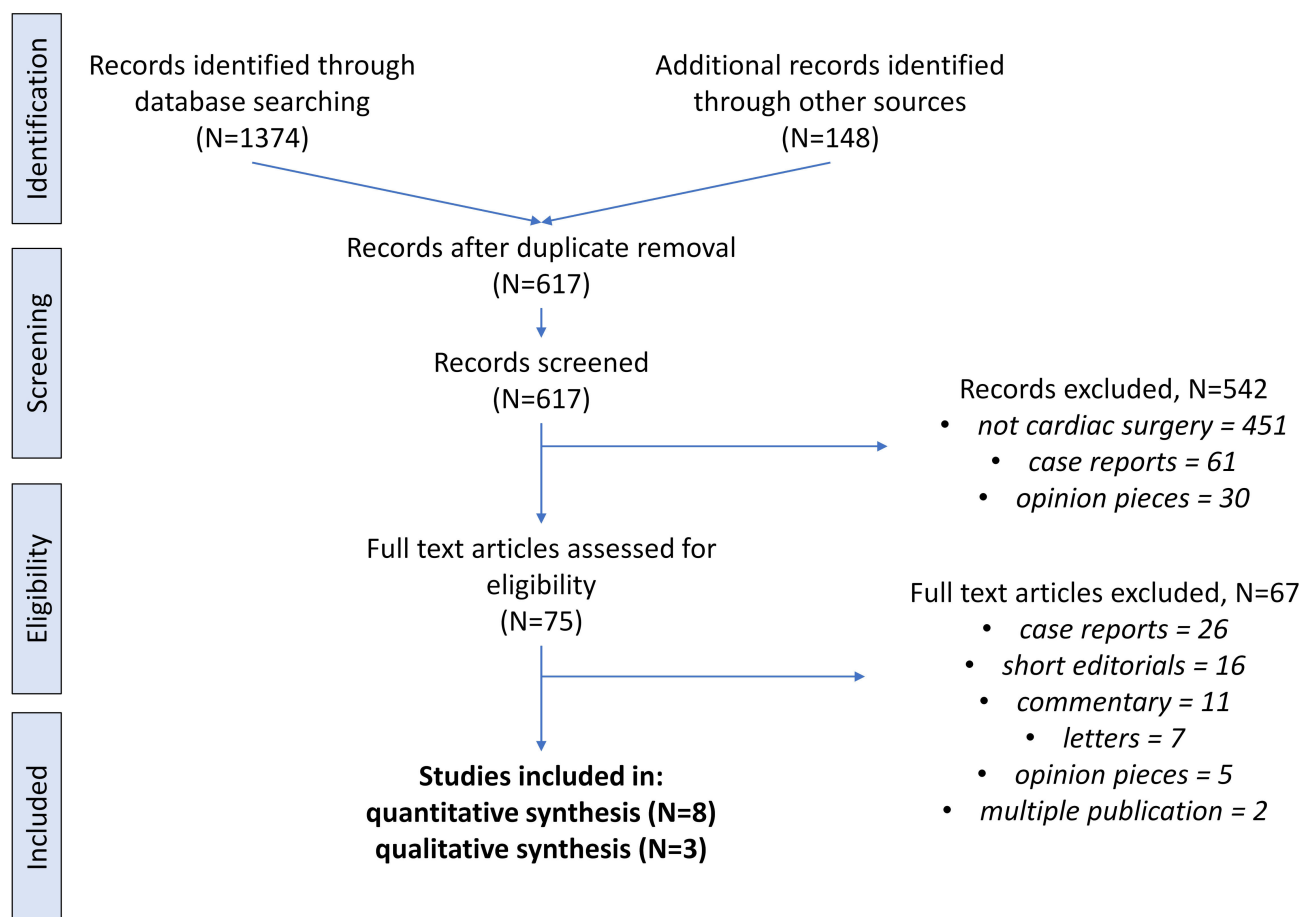 Identification
Records identified through
database searching
(N=1374)
Additional records identified
through other sources
(N=148)
Screening
Records after duplicate removal
(N=617)
Records screened
(N=617)
Records excluded, N=542
• not cardiac surgery = 451
• case reports = 61
• opinion pieces = 30
Eligibility
Full text articles assessed for
eligibility
(N=75)
Full text articles excluded, N=67
• case reports = 26
• short editorials = 16
• commentary = 11
• letters = 7
• opinion pieces = 5
• multiple publication = 2
Included
Studies included in:
quantitative synthesis (N=8)
qualitative synthesis (N=3)